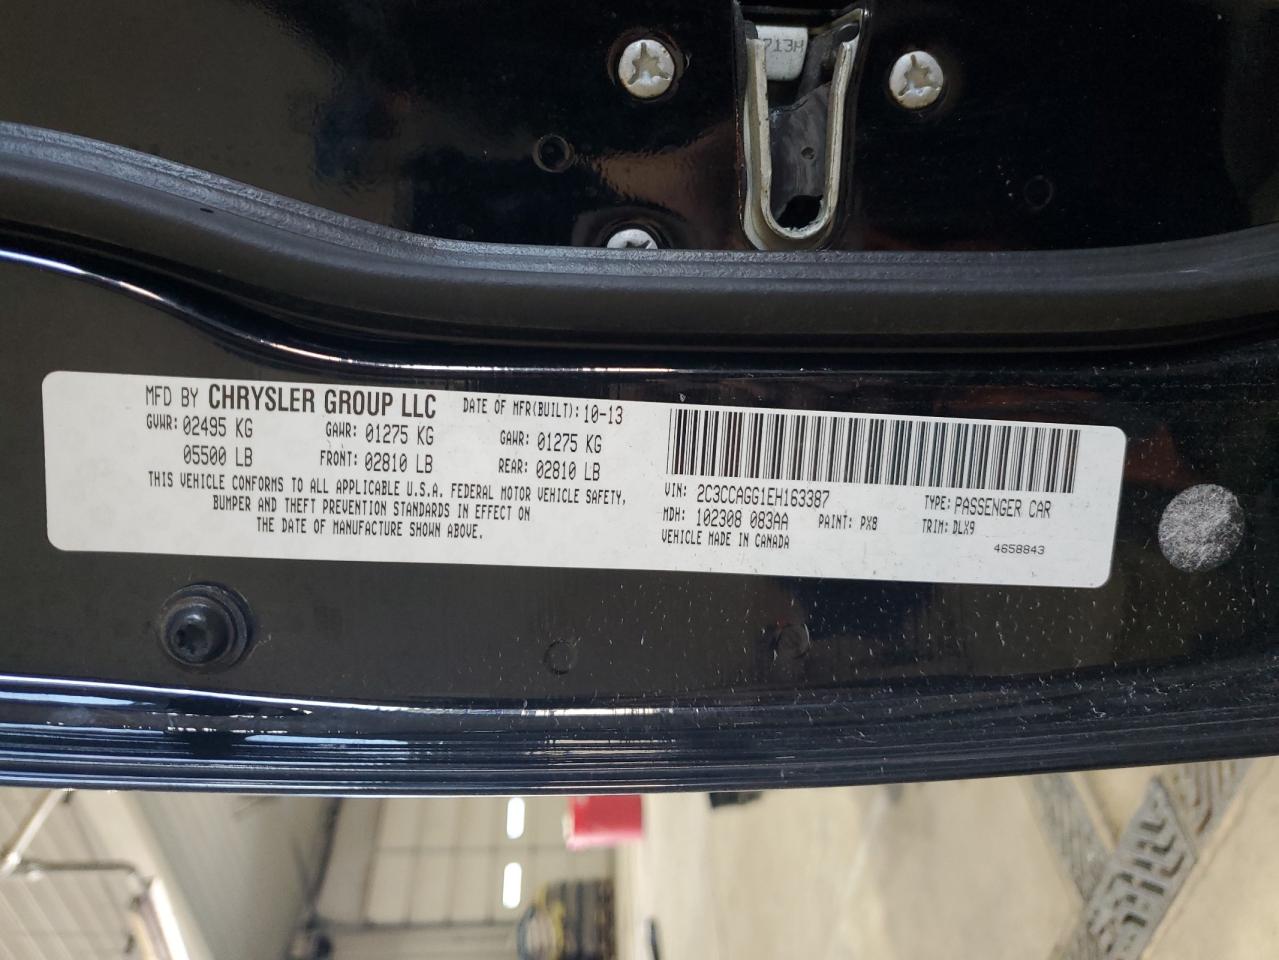 713H
MFD BY CHRYSLER GROUP LLC DATE OF MFR(BUILT): 10-13
GVWR: 02495 KG GAWR: 01275 KG GAWR: 01275 KG
05500 LB FRONT: 02810 LB REAR: 02810 LB
THIS VEHICLE CONFORMS TO ALL APPLICABLE U.S.A. FEDERAL MOTOR VEHICLE SAFETY,
BUMPER AND THEFT PREVENTION STANDARDS IN EFFECT ON
THE DATE OF MANUFACTURE SHOWN ABOVE.
VIN: 2C3CCAGG1EH163387 TYPE: PASSENGER CAR
MDH: 102308 083AA PAINT: PX8 TRIM: DLX9
VEHICLE MADE IN CANADA 4658843